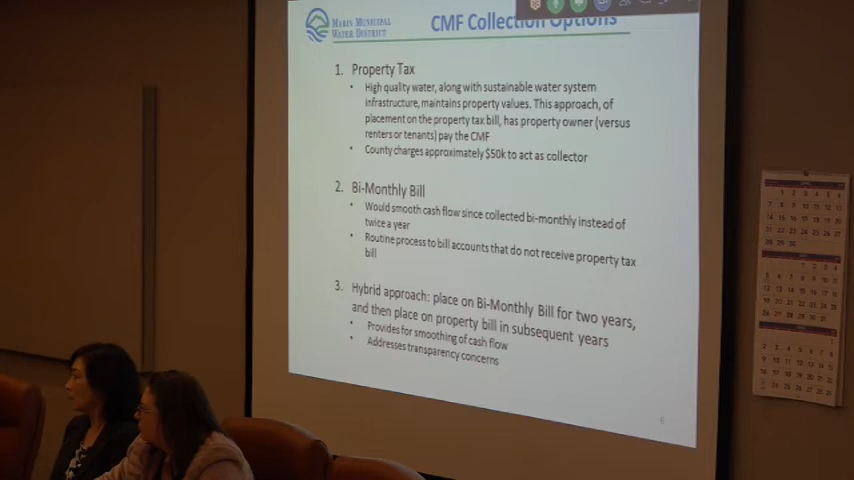 MARIN MUNICIPAL
WATER DISTRICT
CMF Collection Options
1. Property Tax
• High quality water, along with sustainable water system
infrastructure, maintains property values. This approach, of
placement on the property tax bill, has property owner (versus
renters or tenants) pay the CMF
• County charges approximately $50k to act as collector
2. Bi-Monthly Bill
• Would smooth cash flow since collected bi-monthly instead of
twice a year
• Routine process to bill accounts that do not receive property tax
bill
3. Hybrid approach: place on Bi-Monthly Bill for two years,
and then place on property bill in subsequent years
• Provides for smoothing of cash flow
• Addresses transparency concerns
6